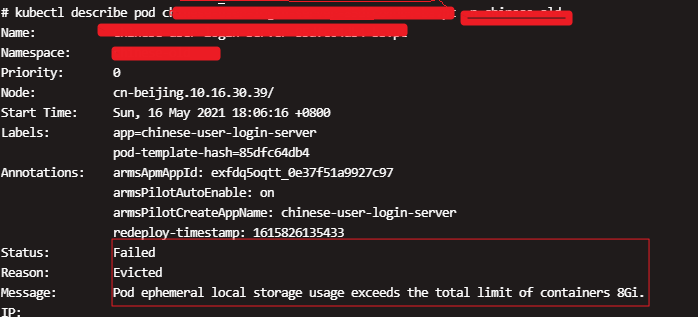 # kubectl describe pod
Name:
Namespace:
Priority: 0
Node: cn-beijing.10.16.30.39/
Start Time: Sun, 16 May 2021 18:06:16 +0800
Labels: app=chinese-user-login-server
pod-template-hash=85dfc64db4
Annotations: armsApmAppId: exfdq5oqtt_0e37f51a9927c97
armsPilotAutoEnable: on
armsPilotCreateAppName: chinese-user-login-server
redeploy-timestamp: 1615826135433
Status: Failed
Reason: Evicted
Message: Pod ephemeral local storage usage exceeds the total limit of containers 8Gi.
IP: